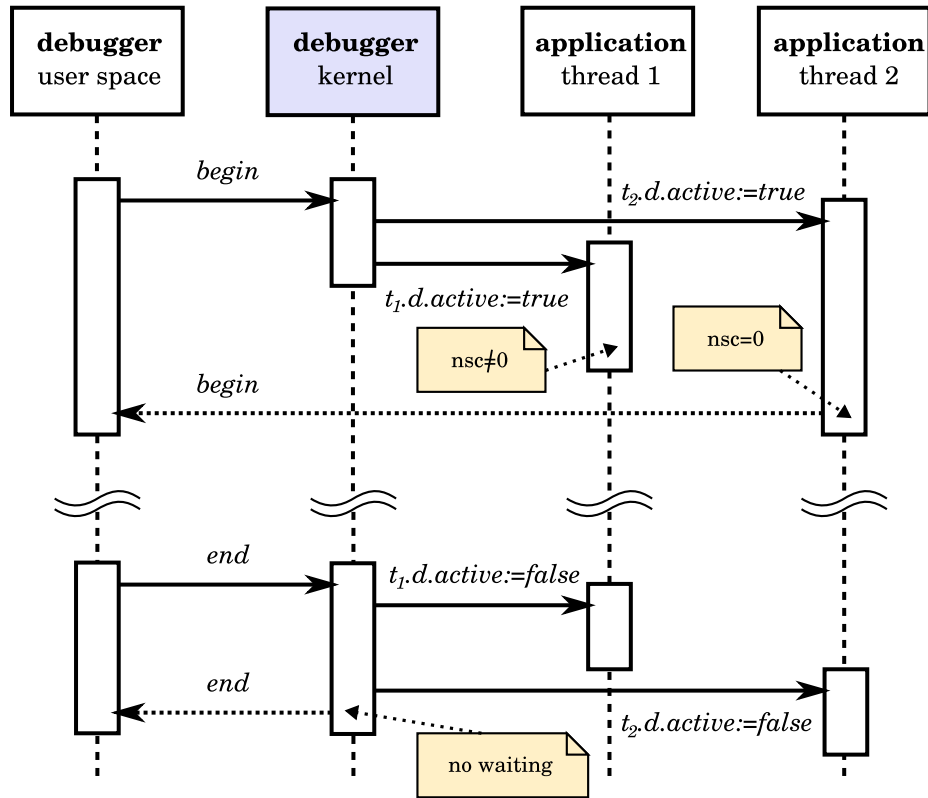 debugger
user space
debugger
kernel
application
thread 1
application
thread 2
begin
t₂.d.active:=true
t₁.d.active:=true
nsc≠0
nsc=0
begin
end
t₁.d.active:=false
end
t₂.d.active:=false
no waiting